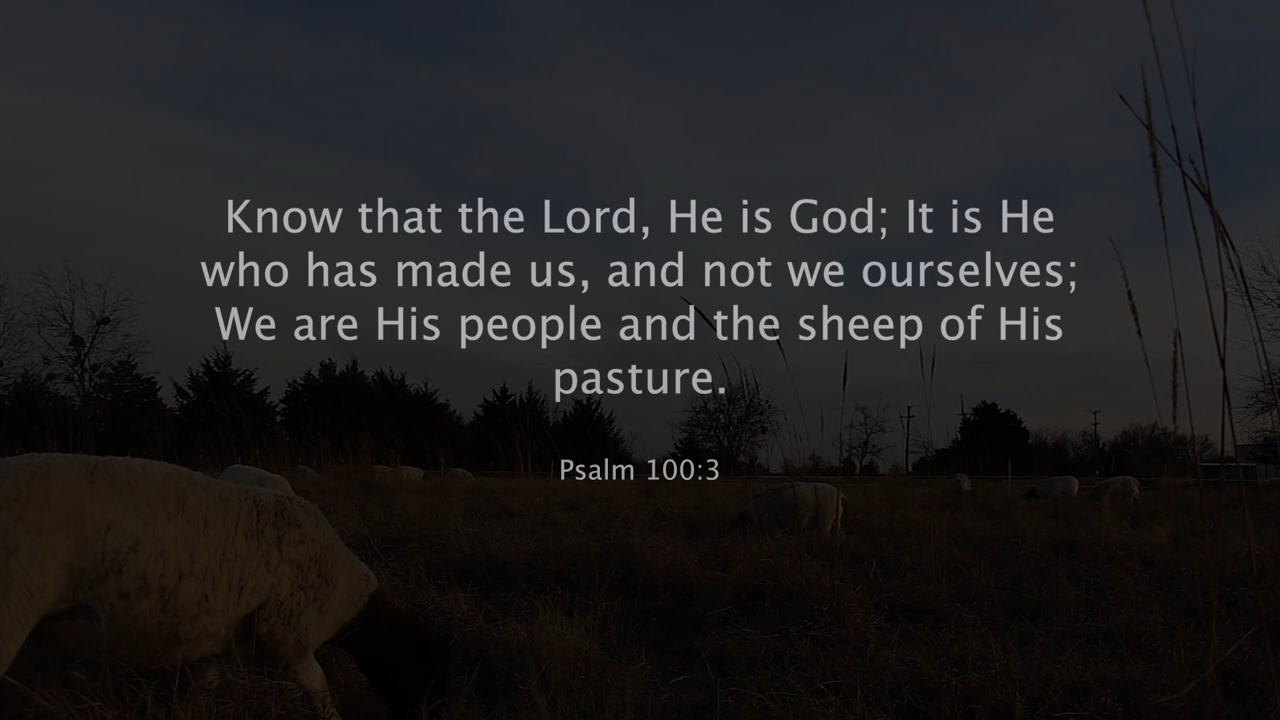 Know that the Lord, He is God; It is He
who has made us, and not we ourselves;
We are His people and the sheep of His
pasture.
Psalm 100:3